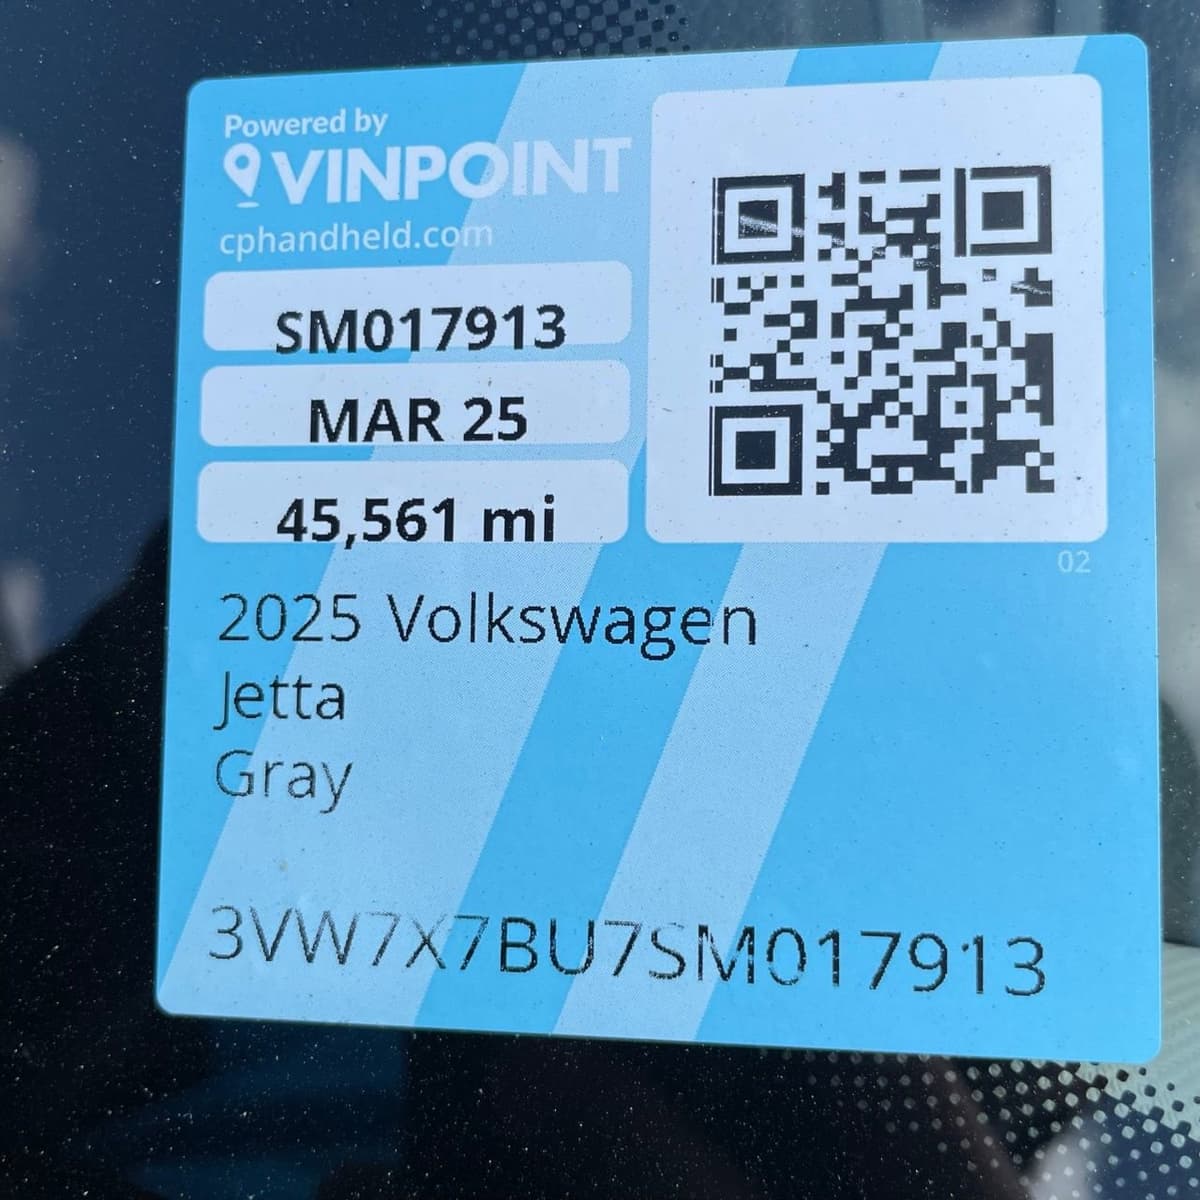 Powered by
VINPOINT
cphandheld.com
SM017913
MAR 25
45,561 mi
02
2025 Volkswagen
Jetta
Gray
3VW7X7BU7SM017913